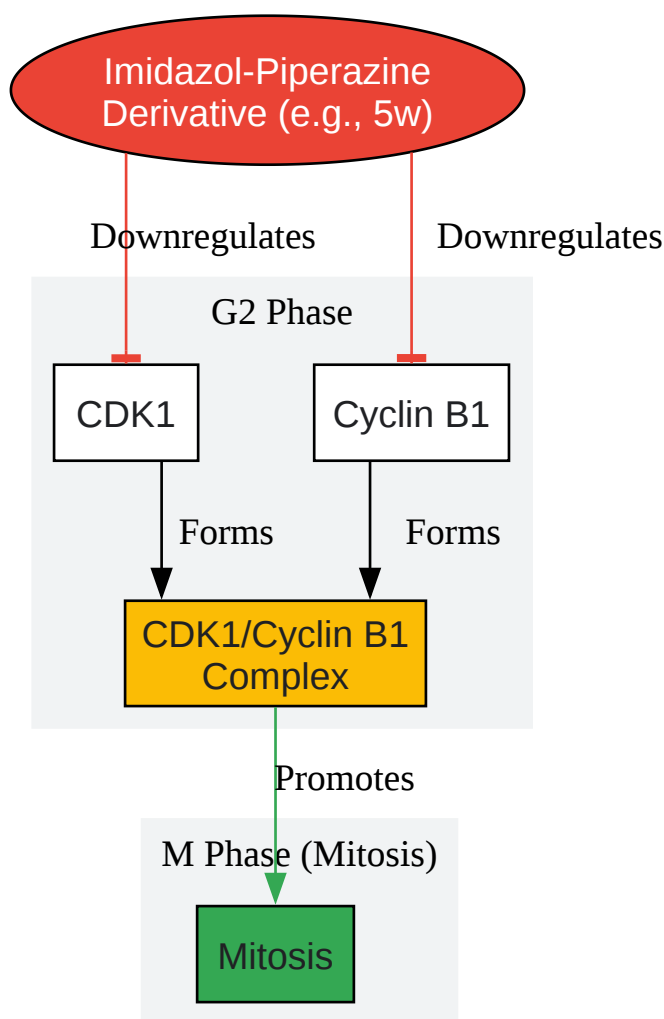 Imidazol-Piperazine
Derivative (e.g., 5w)
Downregulates
Downregulates
G2 Phase
CDK1
Cyclin B1
Forms
Forms
CDK1/Cyclin B1
Complex
Promotes
M Phase (Mitosis)
Mitosis